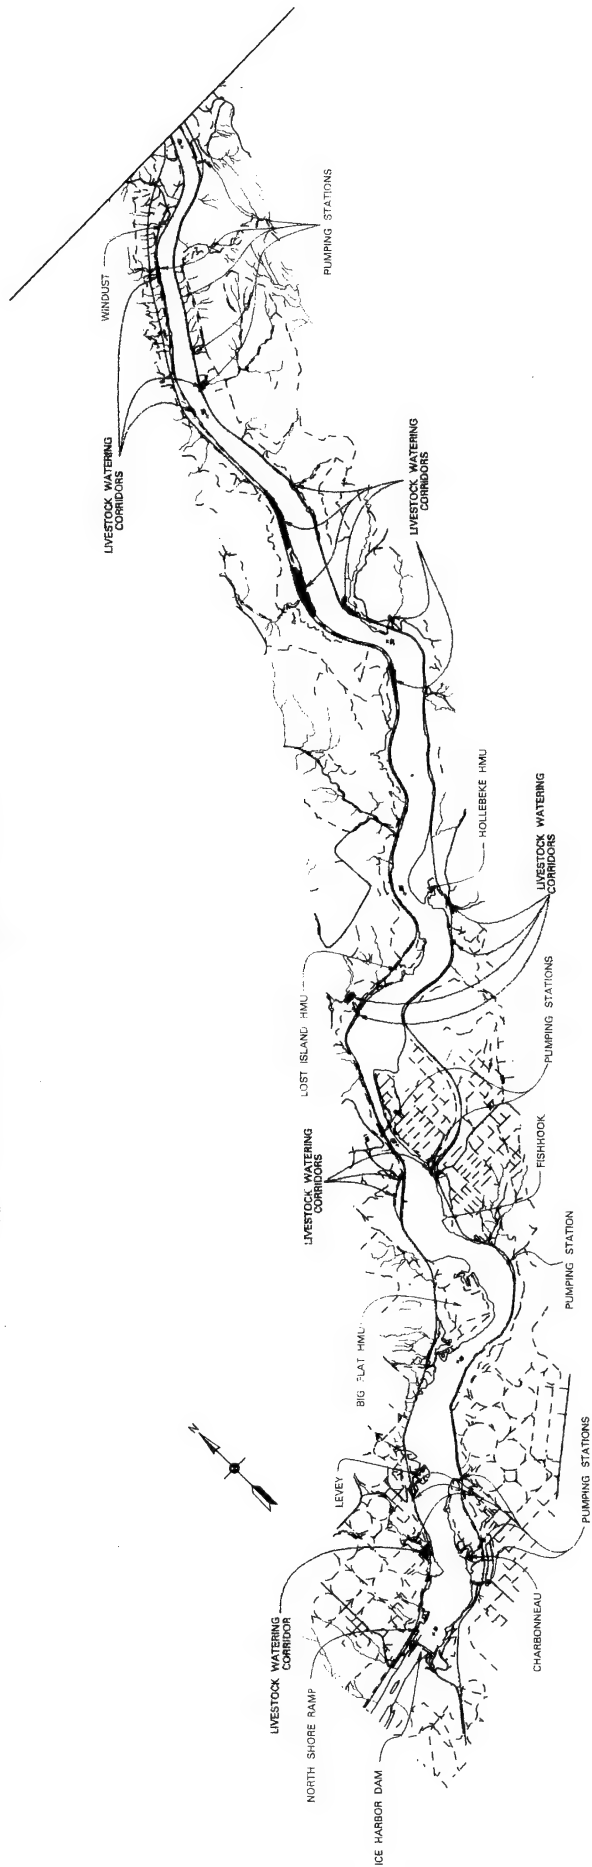 PUMPING STATIONS
WINDUST
LIVESTOCK WATERING
CORRIDORS
LIVESTOCK WATERING
CORRIDORS
HOLLEBEKE HMU
LIVESTOCK WATERING
CORRIDORS
LOST ISLAND HMU
PUMPING STATIONS
LIVESTOCK WATERING
CORRIDORS
FISHHOOK
PUMPING STATION
BIG FLAT HMU
N
LEVEY
PUMPING STATIONS
CHARBONNEAU
LIVESTOCK WATERING
CORRIDOR
NORTH SHORE RAMP
ICE HARBOR DAM